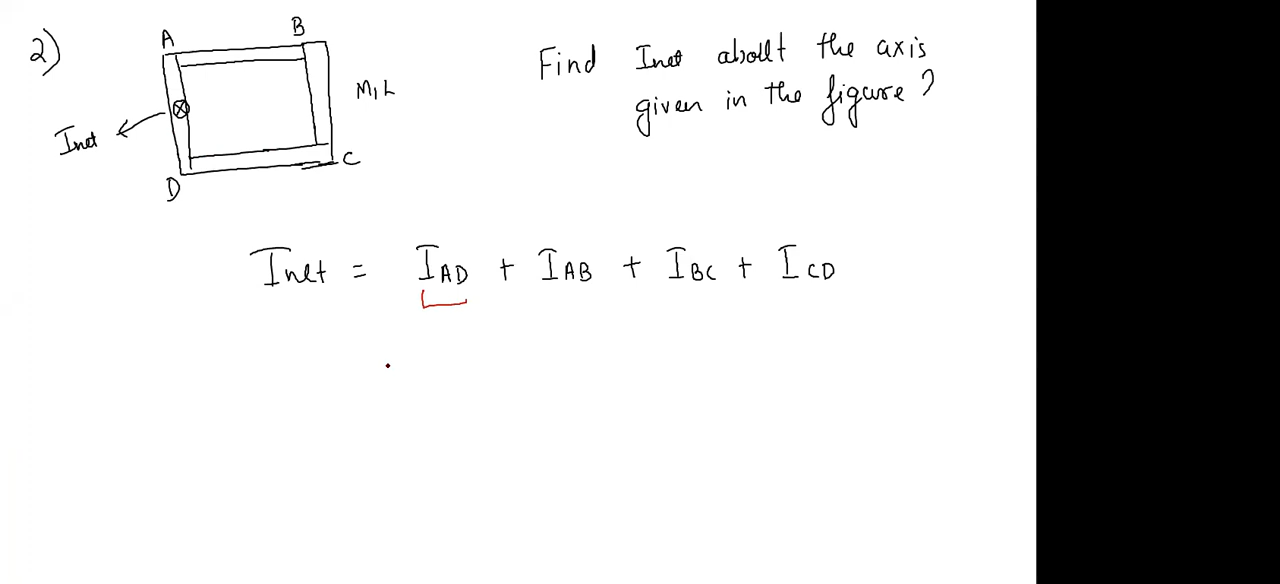 2)
A
B
Find Inet about the axis
M, L
given in the figure ?
Inet
C
D
Inet = IAD + IAB + IBC + ICD